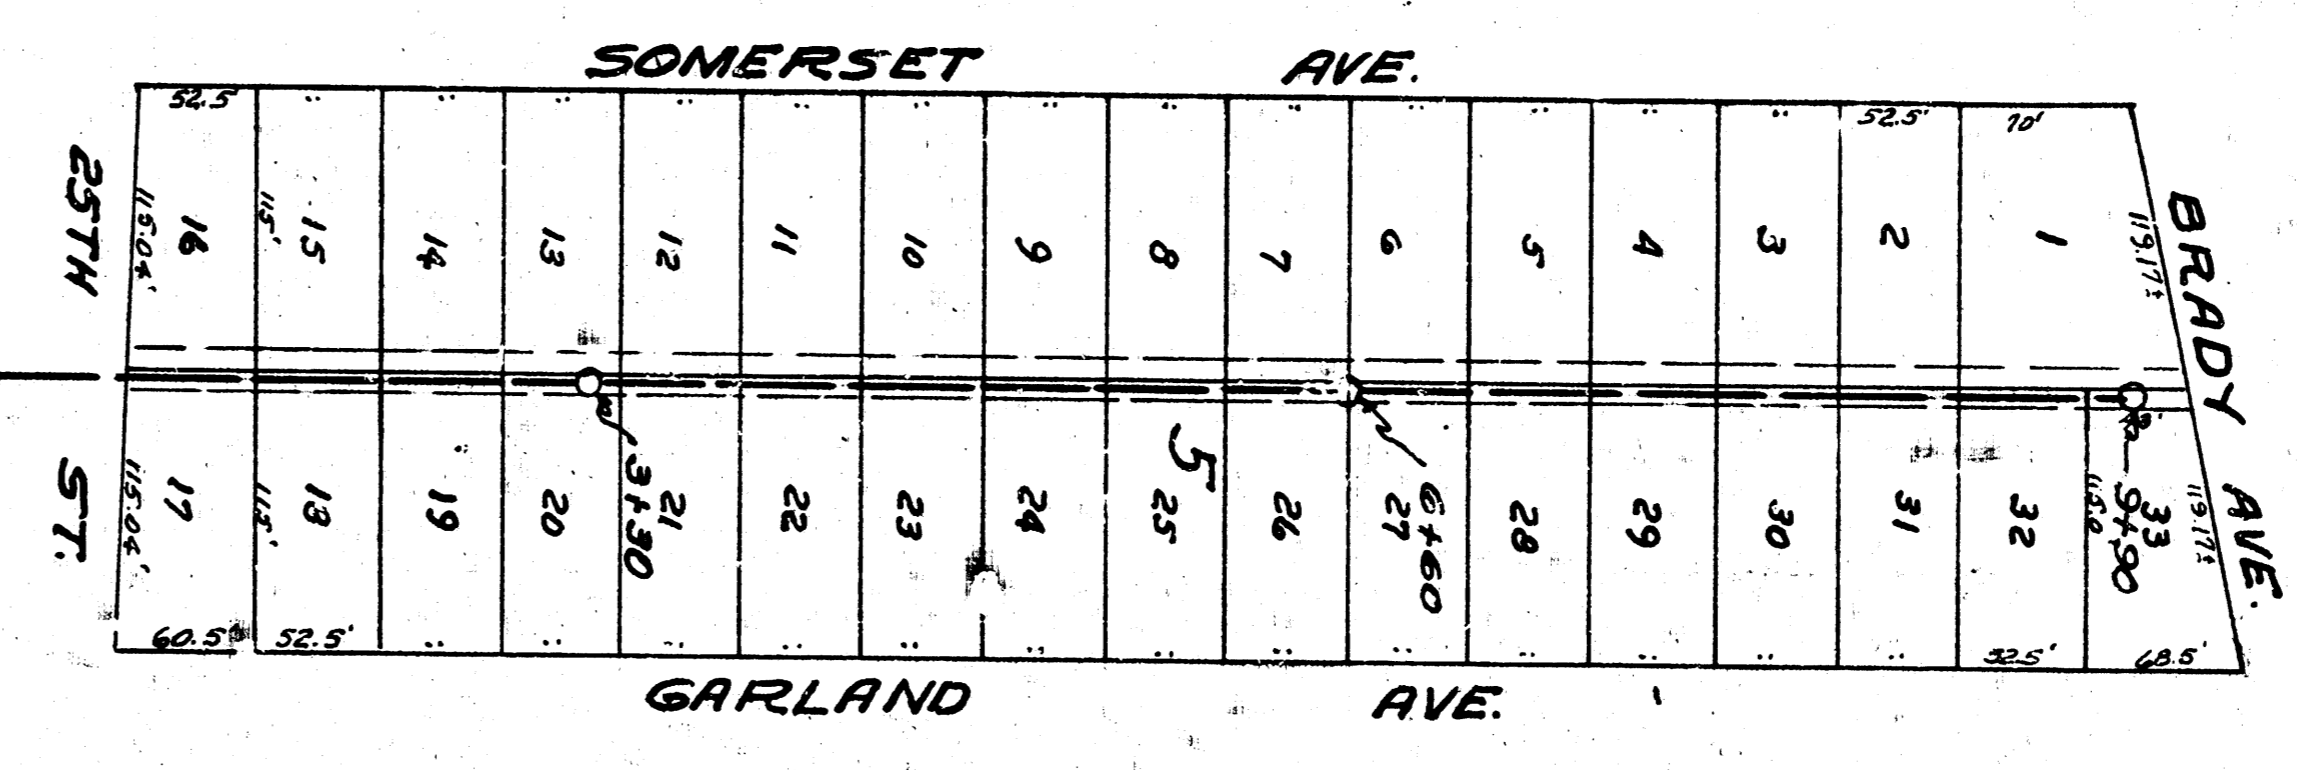 SOMERSET AVE.
52.5 " " " " " " " " " " " " " 52.5' 70'
25TH ST.
BRADY AVE.
115.04' 16 115' 15 14 13 12 11 10 9 8 7 6 5 4 3 2 1 119.17±
5
115.04' 17 115' 18 19 20 21 22 23 24 25 26 27 28 29 30 31 32 115.0 33 119.17±
3+30
6+60
9+90
60.5' 52.5' " " " " " " " " " " " " " 52.5' 68.5'
GARLAND AVE.